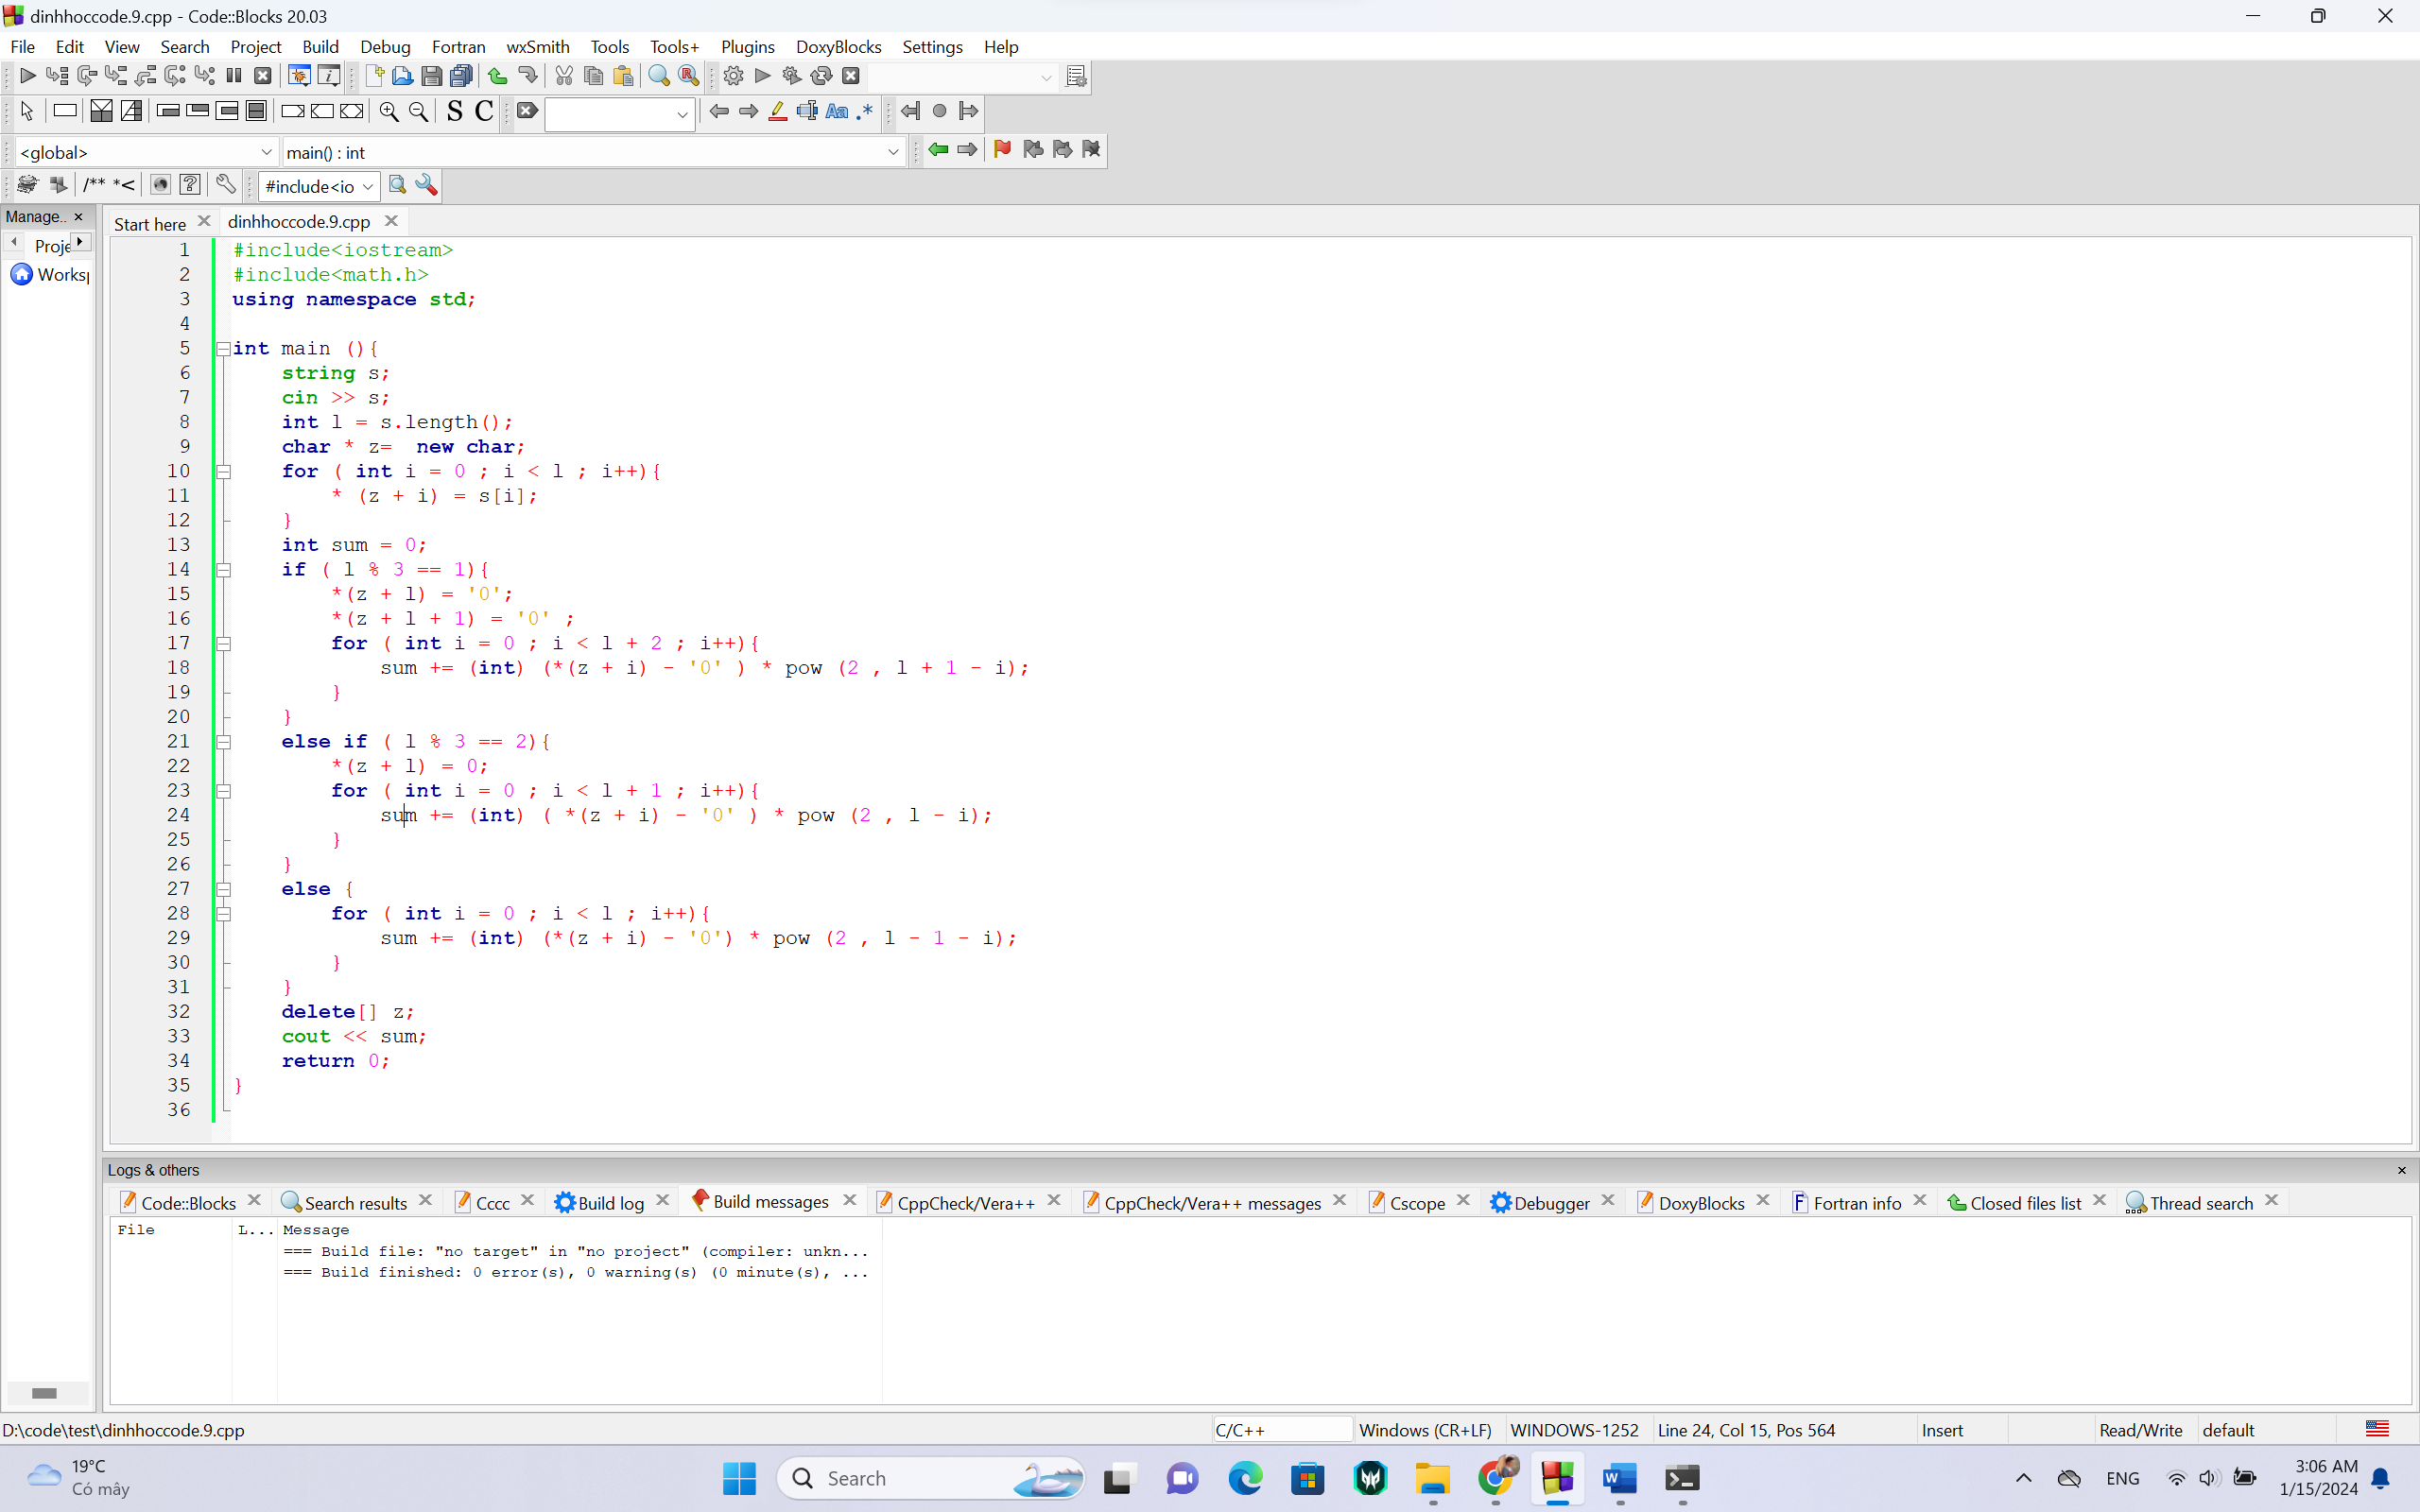 dinhhoccode.9.cpp - Code::Blocks 20.03
File Edit View Search Project Build Debug Fortran wxSmith Tools Tools+ Plugins DoxyBlocks Settings Help
S C Aa .*
<global> main() : int
/** *< #include<io
Manage.. Start here dinhhoccode.9.cpp
Proje
Worksp
1 #include<iostream>
2 #include<math.h>
3 using namespace std;
4
5 int main (){
6 string s;
7 cin >> s;
8 int l = s.length();
9 char * z=  new char;
10 for ( int i = 0 ; i < l ; i++){
11 * (z + i) = s[i];
12 }
13 int sum = 0;
14 if ( l % 3 == 1){
15 *(z + l) = '0';
16 *(z + l + 1) = '0' ;
17 for ( int i = 0 ; i < l + 2 ; i++){
18 sum += (int) (*(z + i) - '0' ) * pow (2 , l + 1 - i);
19 }
20 }
21 else if ( l % 3 == 2){
22 *(z + l) = 0;
23 for ( int i = 0 ; i < l + 1 ; i++){
24 sum += (int) ( *(z + i) - '0' ) * pow (2 , l - i);
25 }
26 }
27 else {
28 for ( int i = 0 ; i < l ; i++){
29 sum += (int) (*(z + i) - '0') * pow (2 , l - 1 - i);
30 }
31 }
32 delete[] z;
33 cout << sum;
34 return 0;
35 }
36
Logs & others
Code::Blocks Search results Cccc Build log Build messages CppCheck/Vera++ CppCheck/Vera++ messages Cscope Debugger DoxyBlocks Fortran info Closed files list Thread search
File L... Message
=== Build file: "no target" in "no project" (compiler: unkn...
=== Build finished: 0 error(s), 0 warning(s) (0 minute(s), ...
D:\code\test\dinhhoccode.9.cpp C/C++ Windows (CR+LF) WINDOWS-1252 Line 24, Col 15, Pos 564 Insert Read/Write default
19°C
Có mây
Search
ENG
3:06 AM
1/15/2024